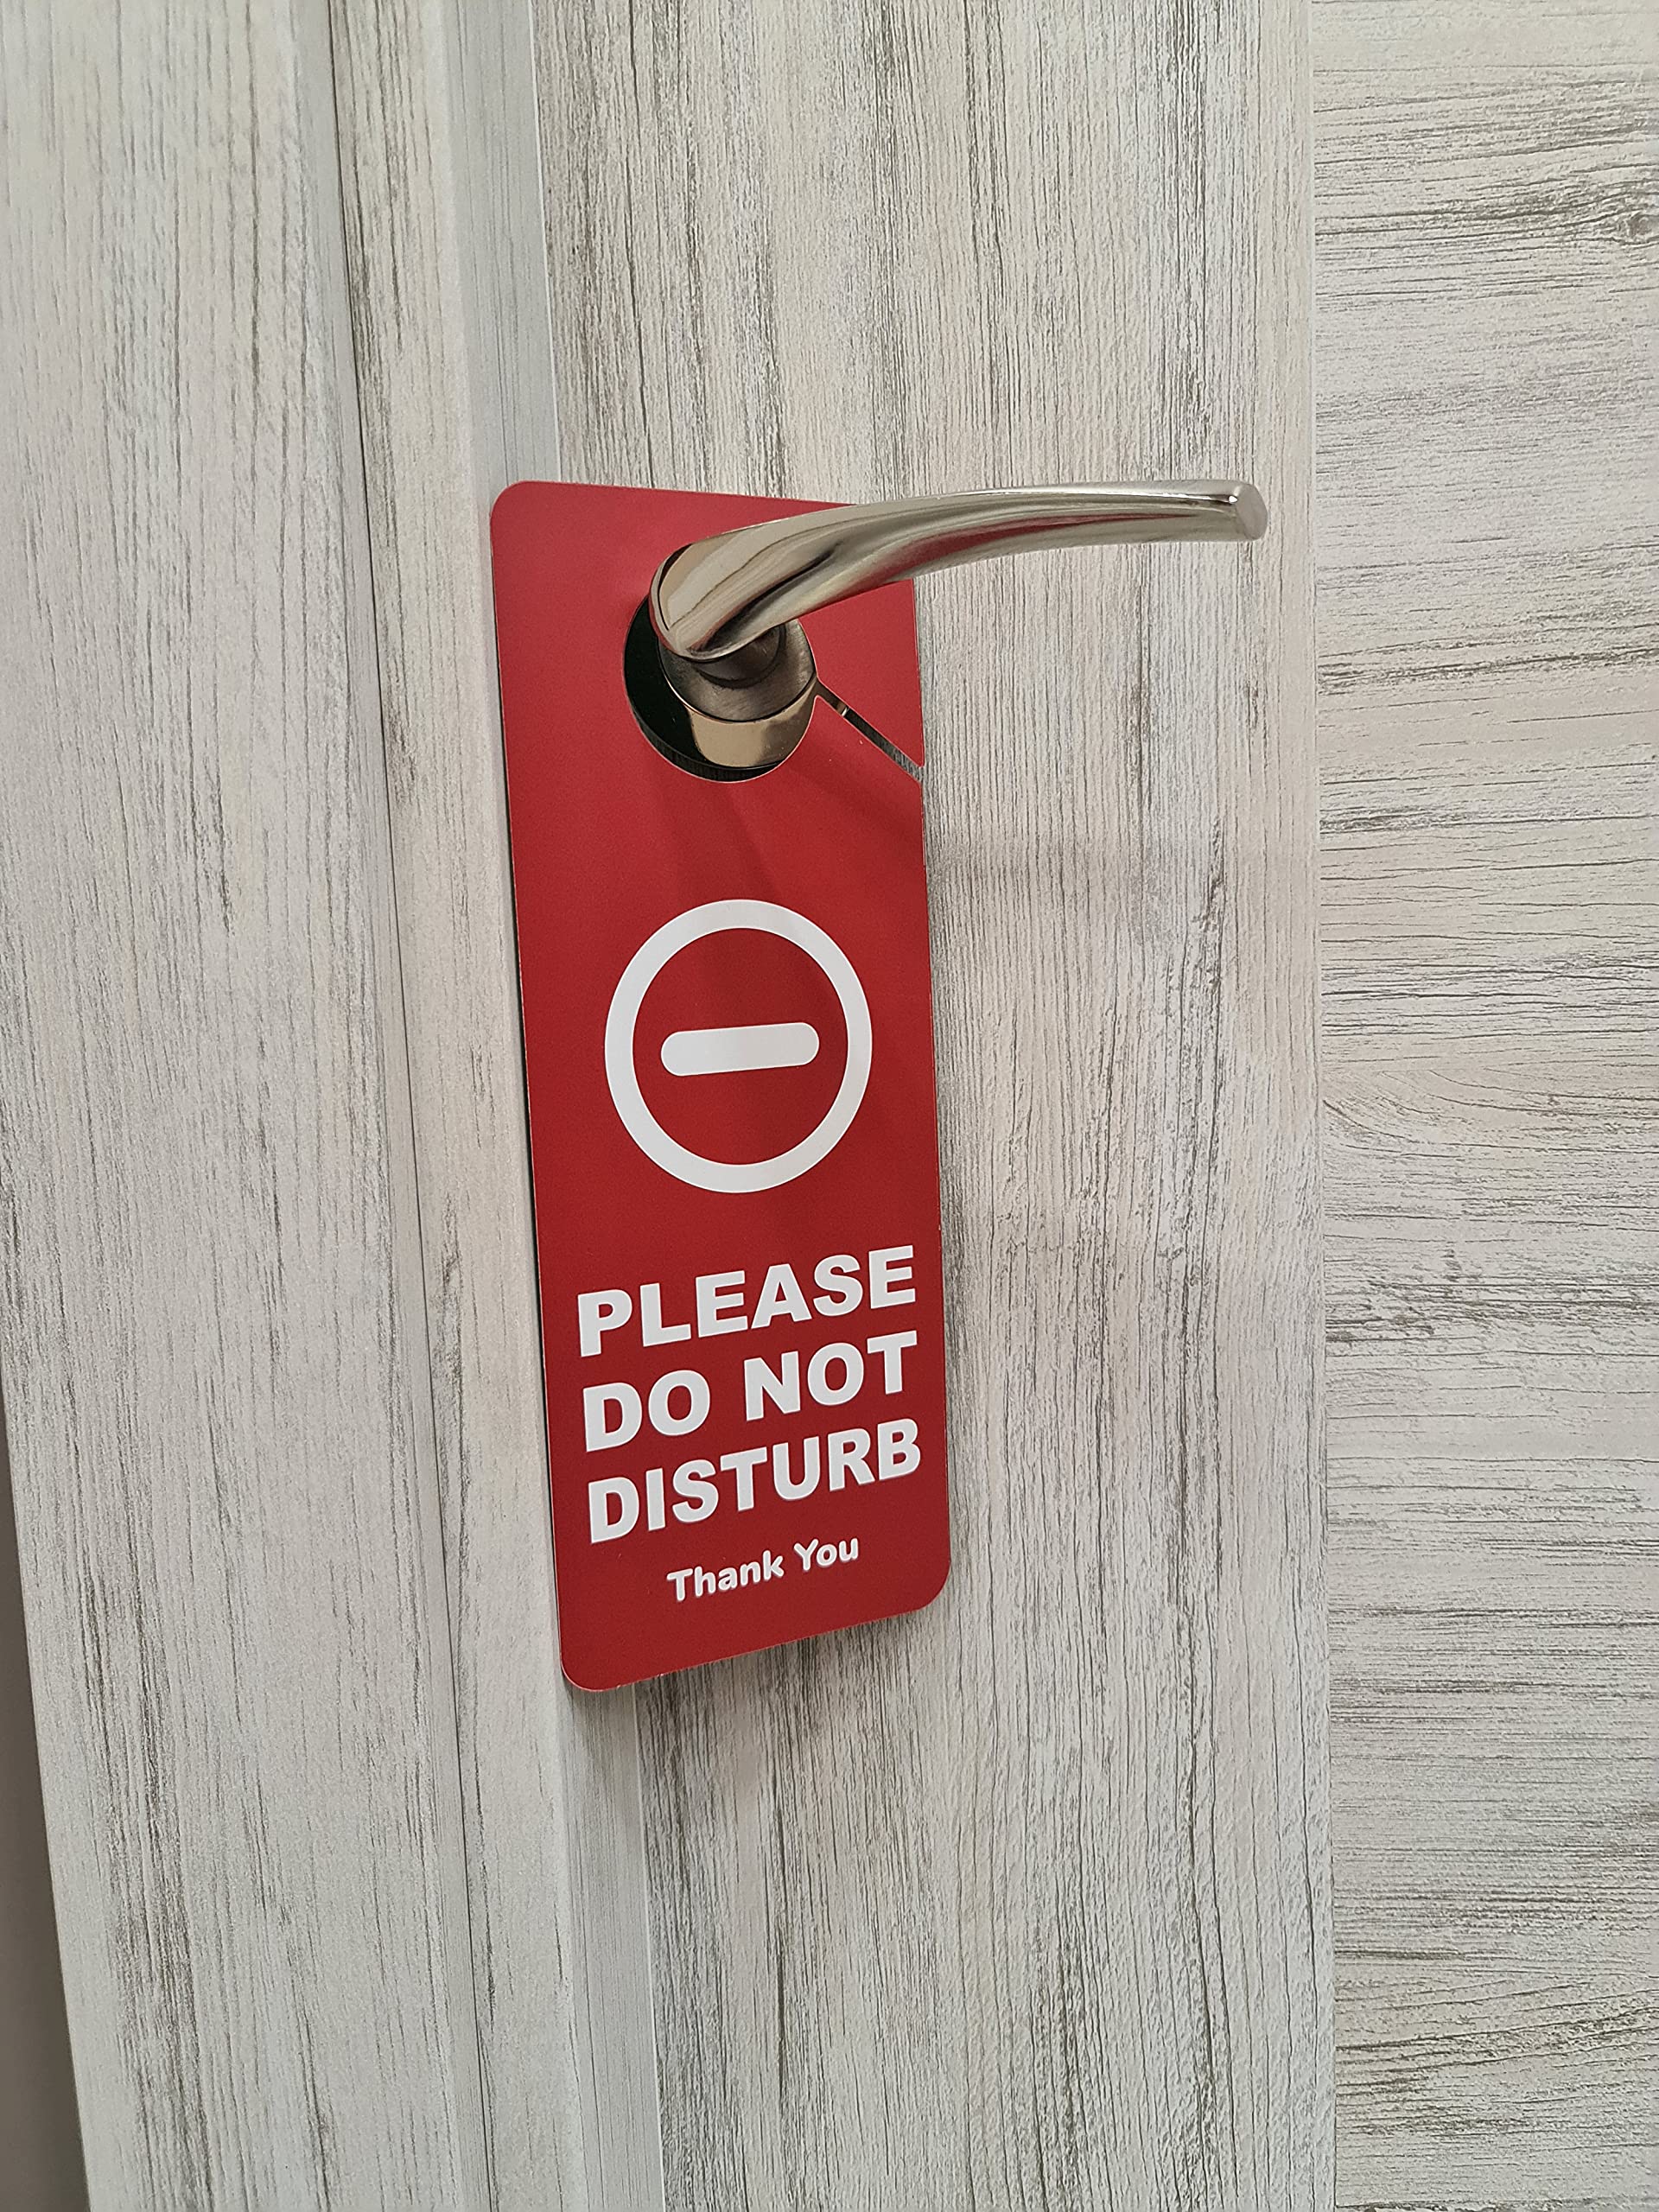 PLEASE
DO NOT
DISTURB
Thank You